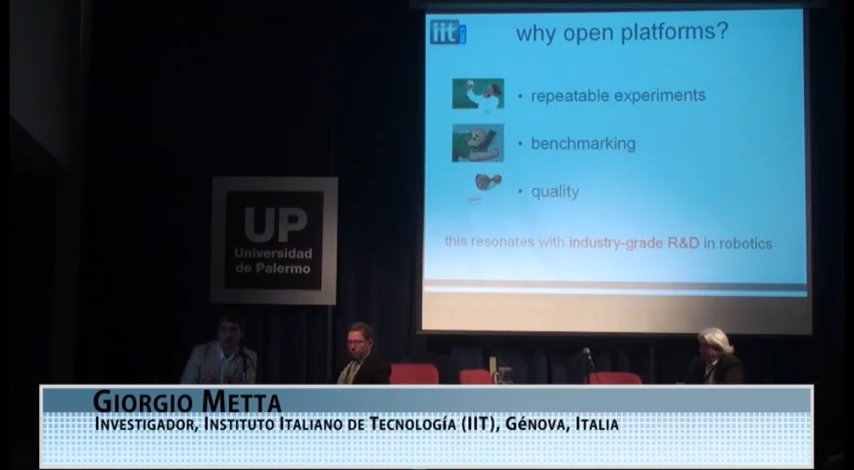 iit
why open platforms?
• repeatable experiments
• benchmarking
• quality
this resonates with industry-grade R&D in robotics
UP
Universidad
de Palermo
GIORGIO METTA
INVESTIGADOR, INSTITUTO ITALIANO DE TECNOLOGÍA (IIT), GÉNOVA, ITALIA